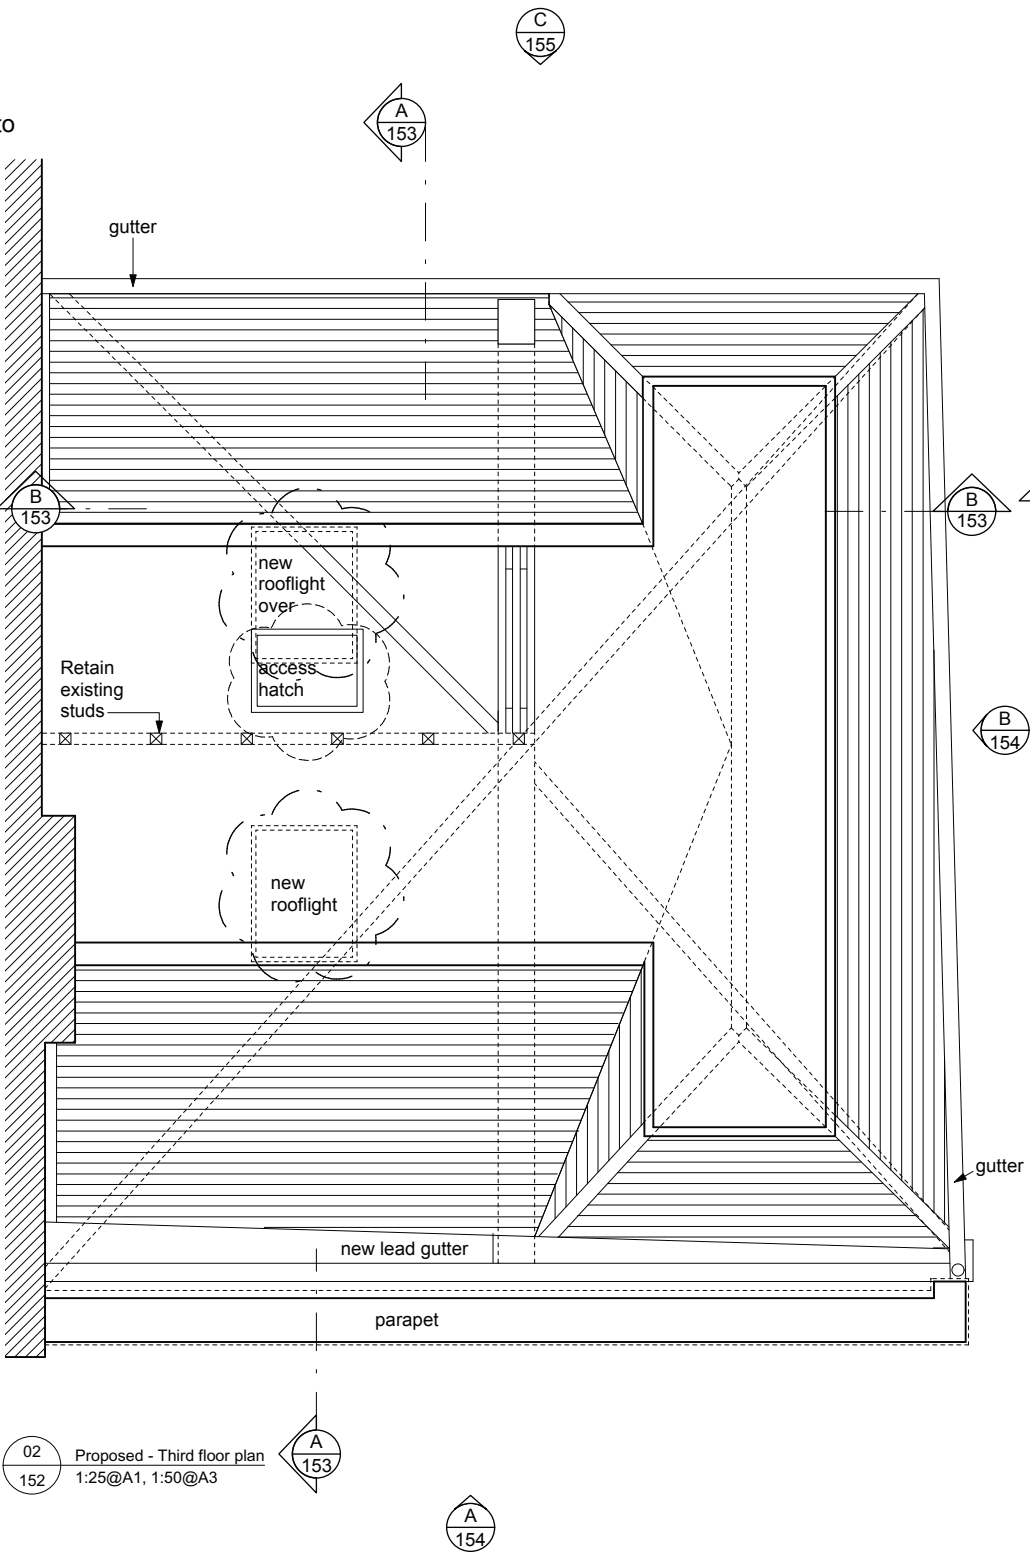 C
155
A
153
to
gutter
B
153
B
153
new
rooflight
over
access
hatch
Retain
existing
studs
B
154
new
rooflight
gutter
new lead gutter
parapet
02
152
Proposed - Third floor plan
1:25@A1, 1:50@A3
A
153
A
154